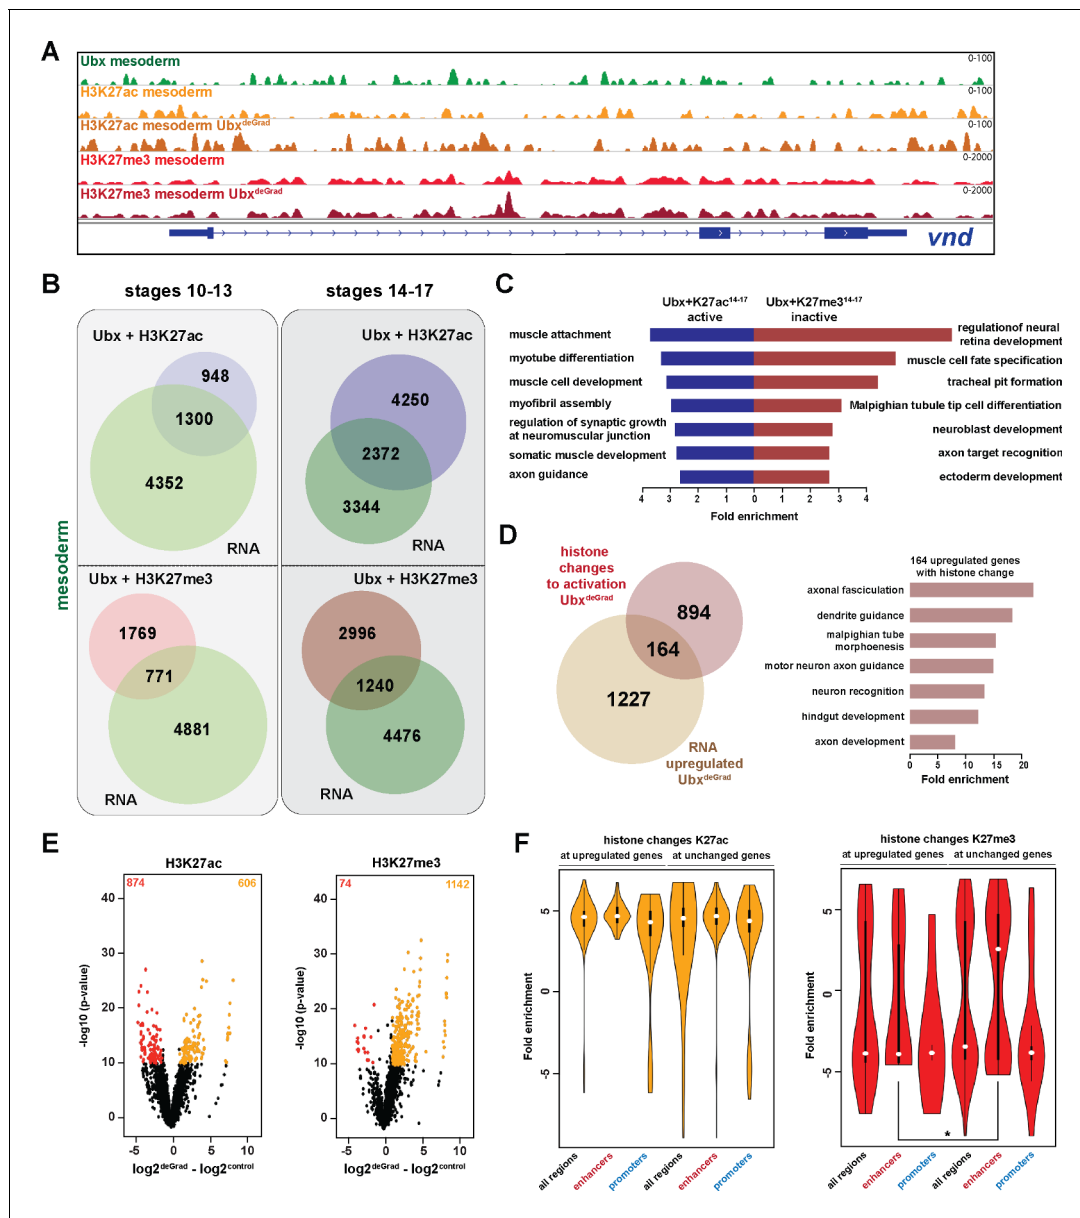 A
Ubx mesoderm
0-100
H3K27ac mesoderm
0-100
H3K27ac mesoderm Ubx^deGrad
0-100
H3K27me3 mesoderm
0-2000
H3K27me3 mesoderm Ubx^deGrad
0-2000
vnd
B
stages 10-13
stages 14-17
mesoderm
Ubx + H3K27ac
948
1300
4352
RNA
Ubx + H3K27ac
4250
2372
3344
RNA
Ubx + H3K27me3
1769
771
4881
RNA
Ubx + H3K27me3
2996
1240
4476
RNA
C
Ubx+K27ac^14-17
active
Ubx+K27me3^14-17
inactive
muscle attachment
myotube differentiation
muscle cell development
myofibril assembly
regulation of synaptic growth
at neuromuscular junction
somatic muscle development
axon guidance
regulationof neural
retina development
muscle cell fate specification
tracheal pit formation
Malpighian tubule tip cell differentiation
neuroblast development
axon target recognition
ectoderm development
4 3 2 1 0 1 2 3 4
Fold enrichment
D
histone
changes
to activation
Ubx^deGrad
894
164
1227
RNA
upregulated
Ubx^deGrad
164 upregulated genes
with histone change
axonal fasciculation
dendrite guidance
malpighian tube
morphoenesis
motor neuron axon guidance
neuron recognition
hindgut development
axon development
0 5 10 15 20
Fold enrichment
E
H3K27ac
874
606
40
30
20
10
0
-log10 (p-value)
-5 0 5 10
log2^deGrad - log2^control
H3K27me3
74
1142
40
30
20
10
0
-log10 (p-value)
-5 0 5 10
log2^deGrad - log2^control
F
histone changes K27ac
at upregulated genes
at unchanged genes
5
0
-5
Fold enrichment
all regions
enhancers
promoters
all regions
enhancers
promoters
histone changes K27me3
at upregulated genes
at unchanged genes
5
0
-5
Fold enrichment
*
all regions
enhancers
promoters
all regions
enhancers
promoters